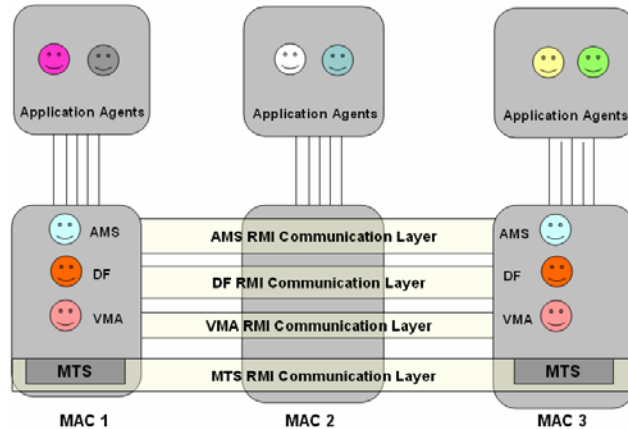 Application Agents
Application Agents
Application Agents
AMS
AMS RMI Communication Layer
AMS
DF
DF RMI Communication Layer
DF
VMA
VMA RMI Communication Layer
VMA
MTS
MTS RMI Communication Layer
MTS
MAC 1
MAC 2
MAC 3